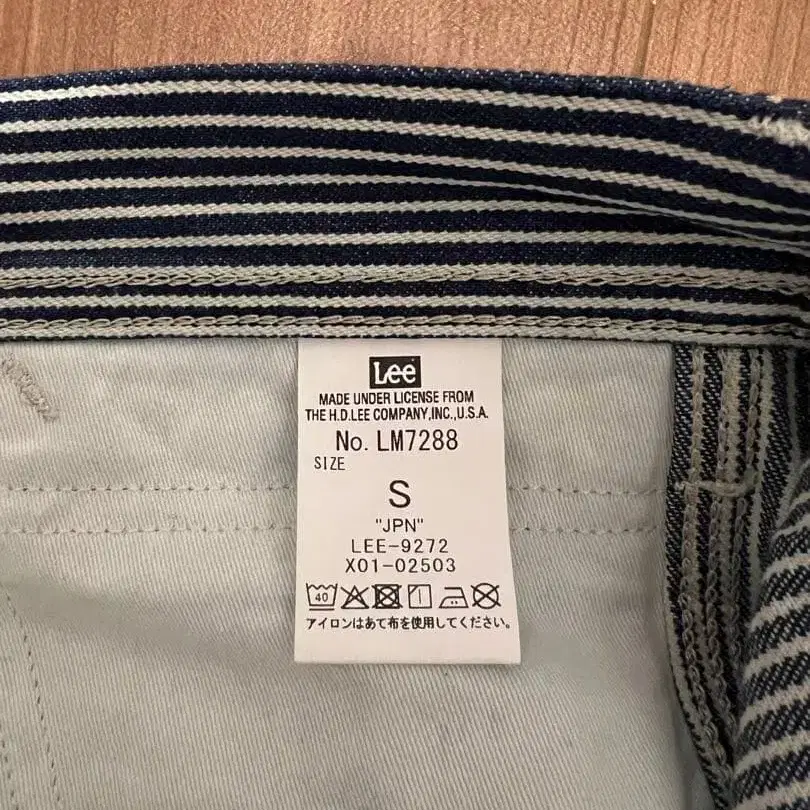 Lee
MADE UNDER LICENSE FROM
THE H.D.LEE COMPANY,INC.,U.S.A.
No. LM7288
SIZE
S
"JPN"
LEE-9272
X01-02503
40
アイロンはあて布を使用してください。